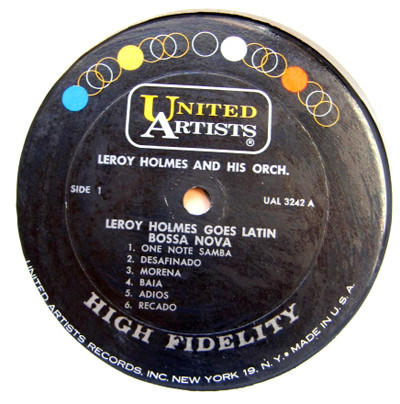 UNITED
ARTISTS®
LEROY HOLMES AND HIS ORCH.
SIDE 1
UAL 3242 A
LEROY HOLMES GOES LATIN
BOSSA NOVA
1. ONE NOTE SAMBA
2. DESAFINADO
3. MORENA
4. BAIA
5. ADIOS
6. RECADO
HIGH FIDELITY
UNITED ARTISTS RECORDS, INC. NEW YORK 19, N. Y. • MADE IN U.S.A.